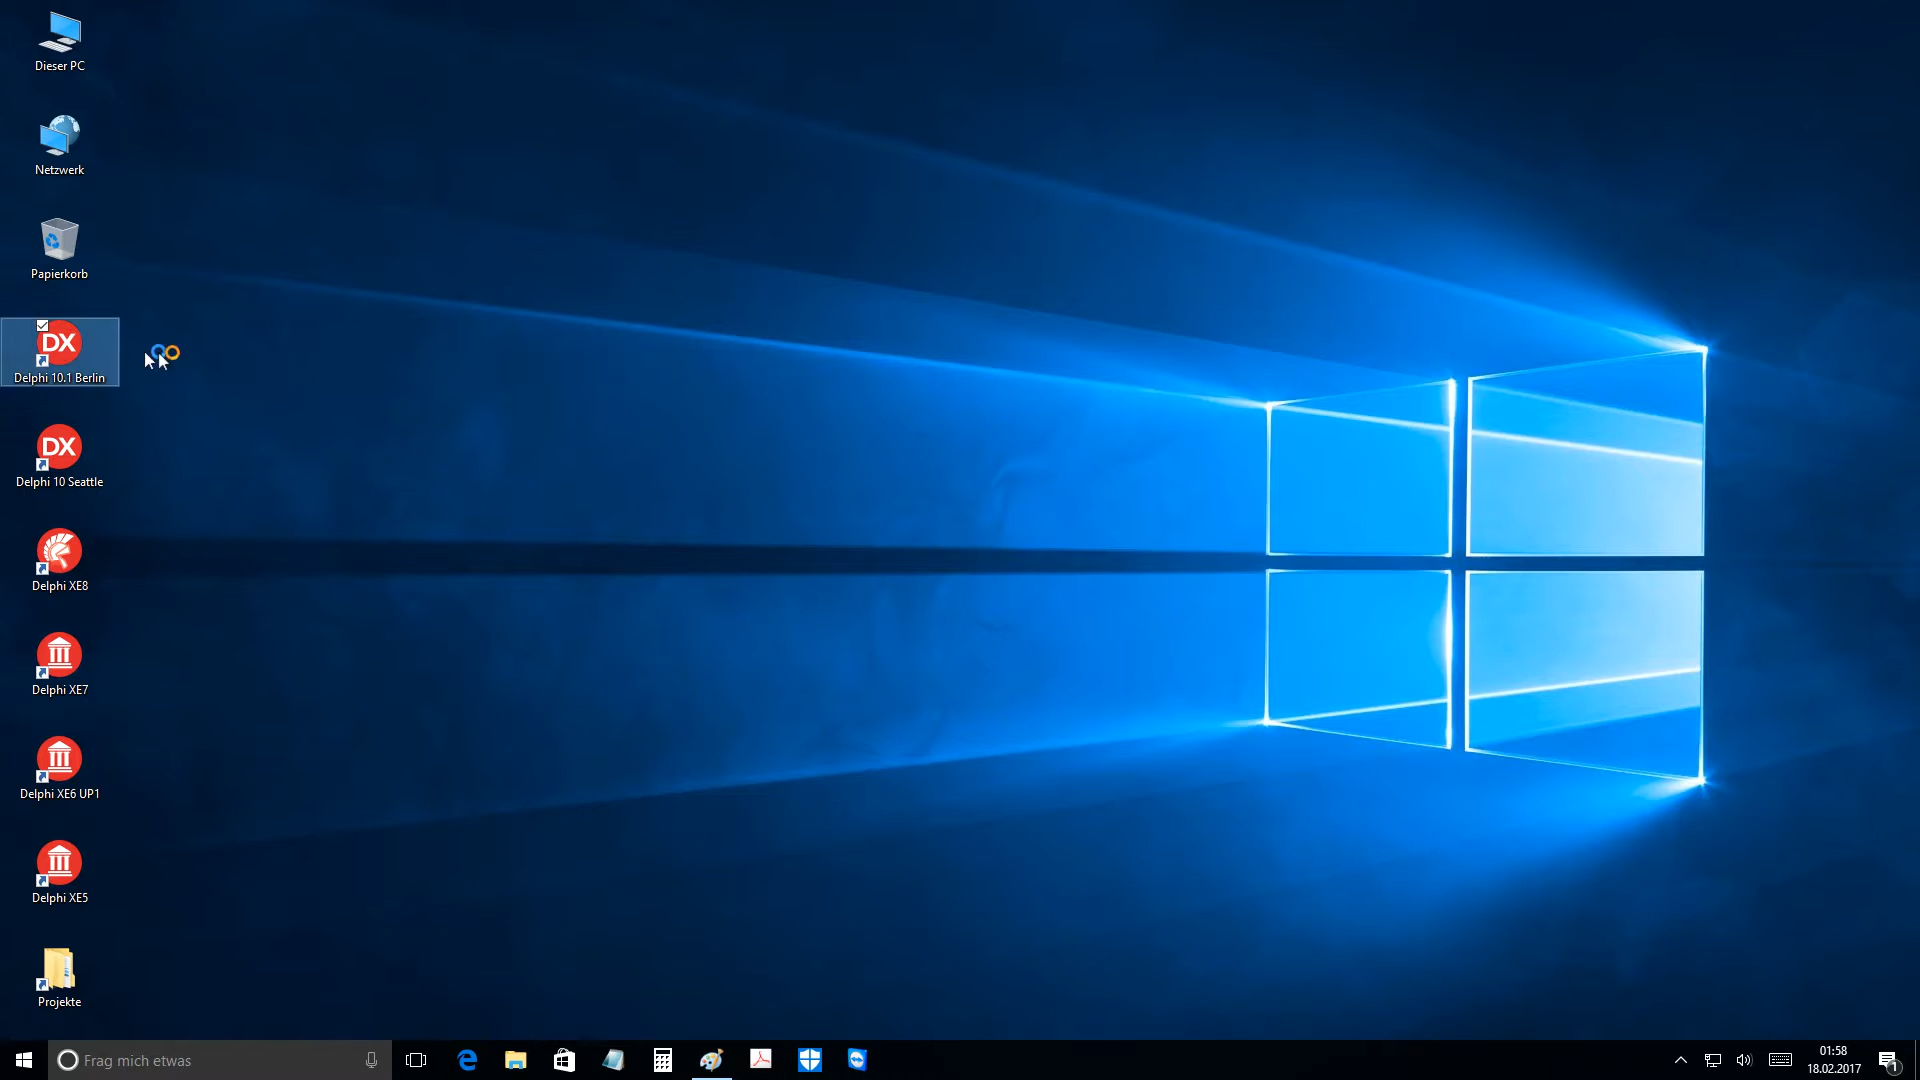 Dieser PC
Netzwerk
Papierkorb
DX
Delphi 10.1 Berlin
DX
Delphi 10 Seattle
Delphi XE8
Delphi XE7
Delphi XE6 UP1
Delphi XE5
Projekte
Frag mich etwas
01:58
18.02.2017
1